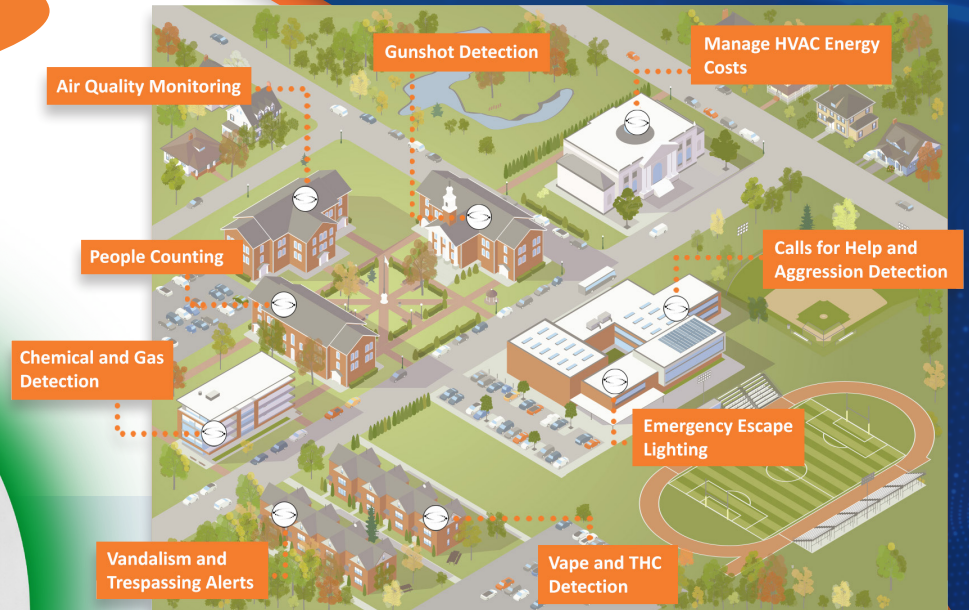 Gunshot Detection
Manage HVAC Energy
Costs
Air Quality Monitoring
People Counting
Calls for Help and
Aggression Detection
Chemical and Gas
Detection
Emergency Escape
Lighting
Vandalism and
Trespassing Alerts
Vape and THC
Detection